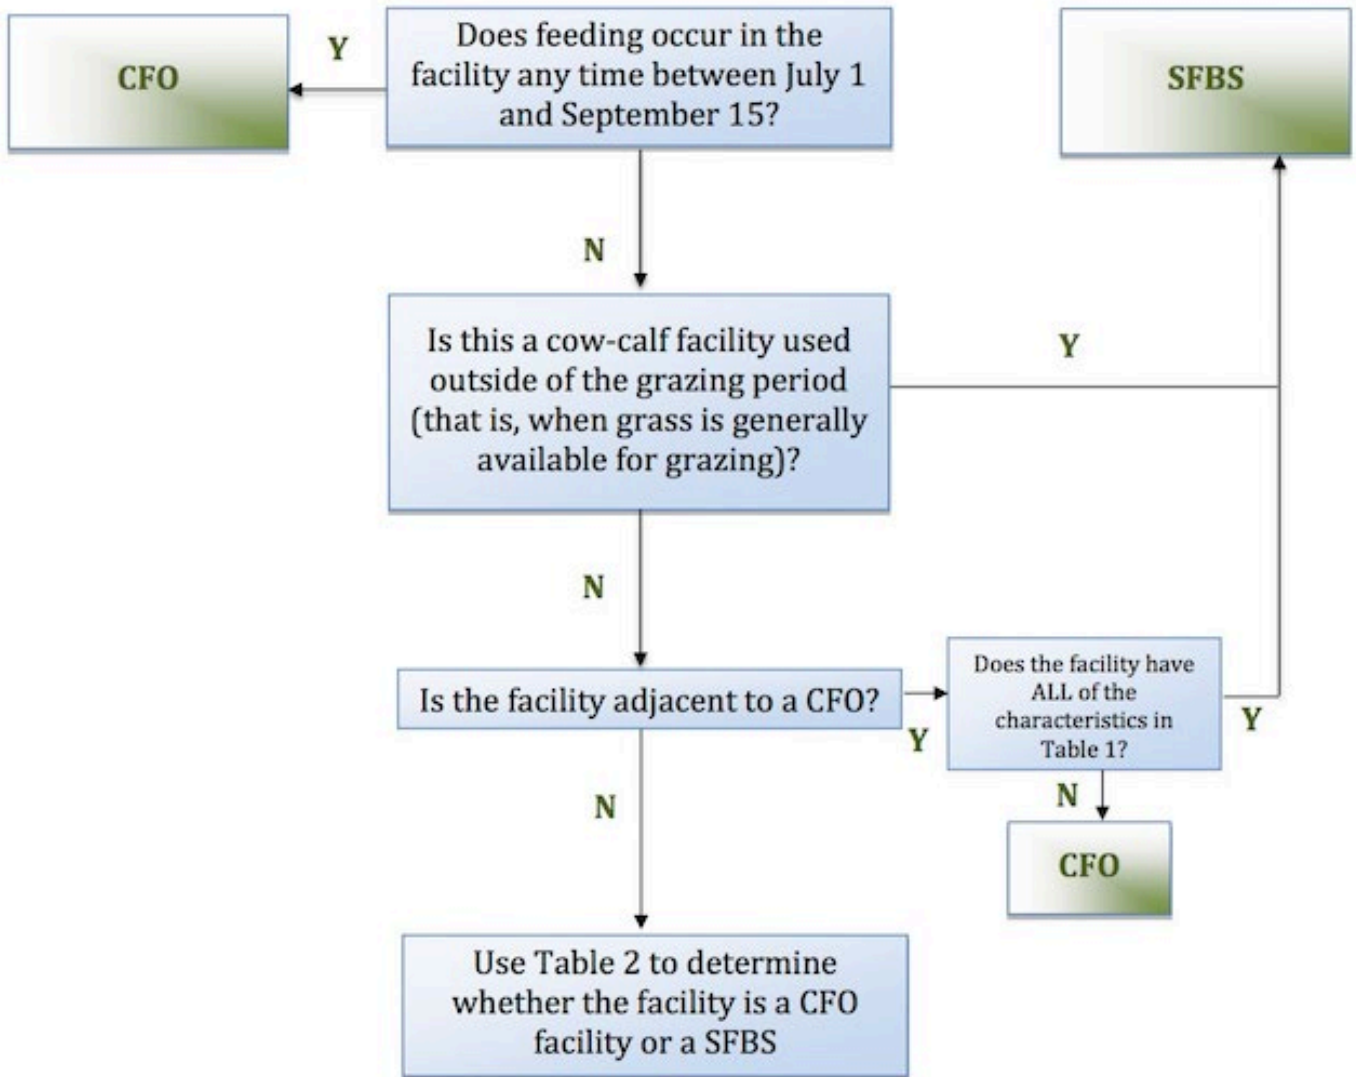 CFO
Y
Does feeding occur in the
facility any time between July 1
and September 15?
SFBS
N
Is this a cow-calf facility used
outside of the grazing period
(that is, when grass is generally
available for grazing)?
Y
N
Is the facility adjacent to a CFO?
Y
Does the facility have
ALL of the
characteristics in
Table 1?
Y
N
N
CFO
Use Table 2 to determine
whether the facility is a CFO
facility or a SFBS